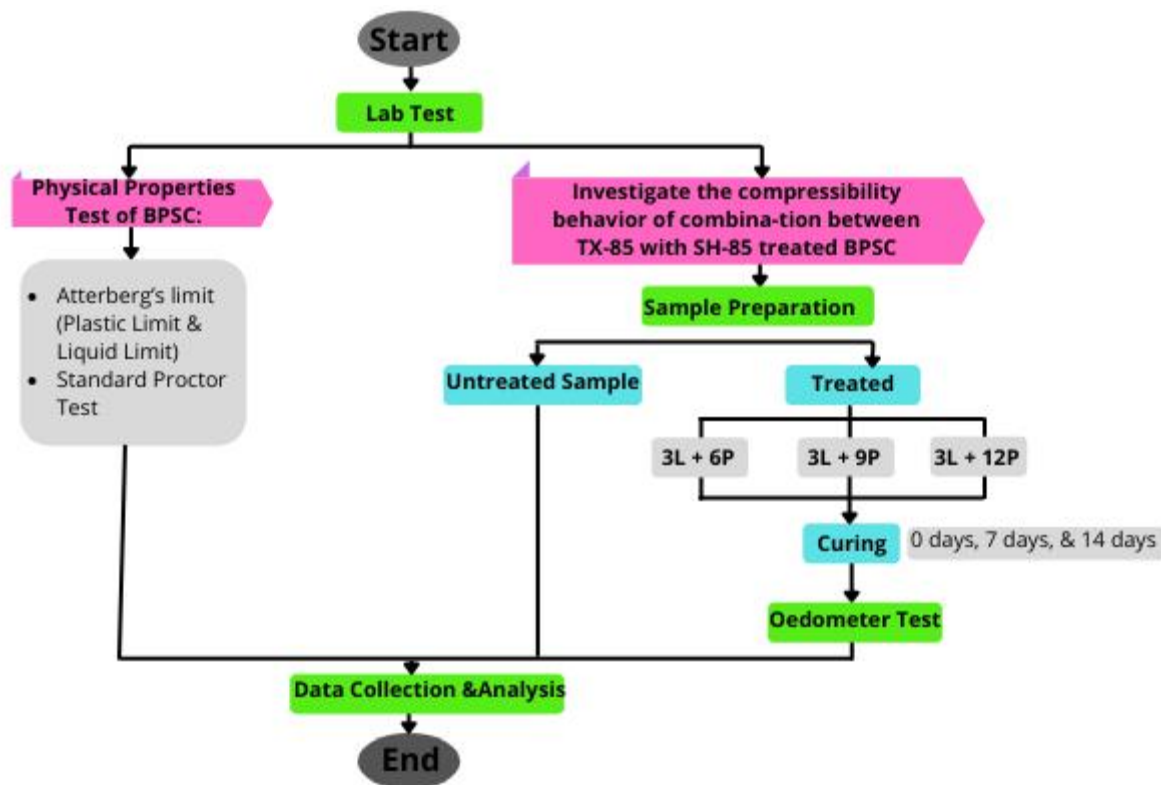 Start
Lab Test
Physical Properties
Test of BPSC:
Investigate the compressibility
behavior of combina-tion between
TX-85 with SH-85 treated BPSC
• Atterberg's limit
(Plastic Limit &
Liquid Limit)
• Standard Proctor
Test
Sample Preparation
Untreated Sample
Treated
3L + 6P
3L + 9P
3L + 12P
Curing
0 days, 7 days, & 14 days
Oedometer Test
Data Collection &Analysis
End